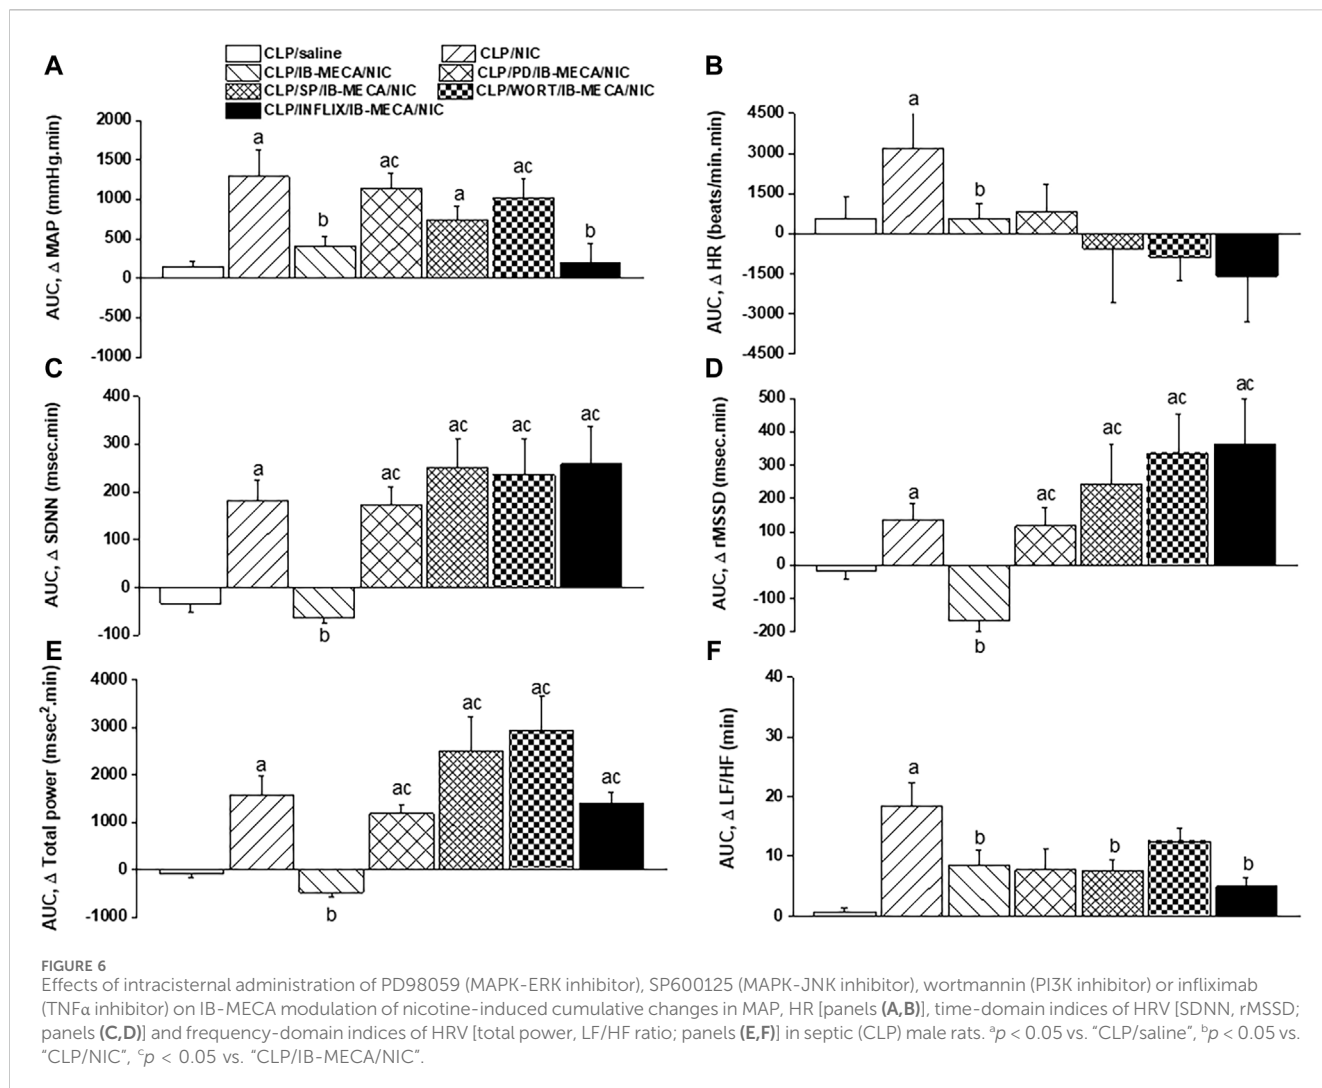 CLP/saline
CLP/NIC
CLP/IB-MECA/NIC
CLP/PD/IB-MECA/NIC
CLP/SP/IB-MECA/NIC
CLP/WORT/IB-MECA/NIC
CLP/INFLIX/IB-MECA/NIC
A
AUC, Δ MAP (mmHg.min)
2000
1500
1000
500
0
-500
-1000
a
b
ac
a
ac
b
B
AUC, Δ HR (beats/min.min)
4500
3000
1500
0
-1500
-3000
-4500
a
b
C
AUC, Δ SDNN (msec.min)
400
300
200
100
0
-100
a
b
ac
ac
ac
ac
D
AUC, Δ rMSSD (msec.min)
500
400
300
200
100
0
-100
-200
a
b
ac
ac
ac
ac
E
AUC, Δ Total power (msec².min)
4000
3000
2000
1000
0
-1000
a
b
ac
ac
ac
ac
F
AUC, Δ LF/HF (min)
40
30
20
10
0
a
b
b
b
FIGURE 6
Effects of intracisternal administration of PD98059 (MAPK-ERK inhibitor), SP600125 (MAPK-JNK inhibitor), wortmannin (PI3K inhibitor) or infliximab
(TNFα inhibitor) on IB-MECA modulation of nicotine-induced cumulative changes in MAP, HR [panels (A,B)], time-domain indices of HRV [SDNN, rMSSD;
panels (C,D)] and frequency-domain indices of HRV [total power, LF/HF ratio; panels (E,F)] in septic (CLP) male rats. ᵃp < 0.05 vs. “CLP/saline”, ᵇp < 0.05 vs.
“CLP/NIC”, ᶜp < 0.05 vs. “CLP/IB-MECA/NIC”.